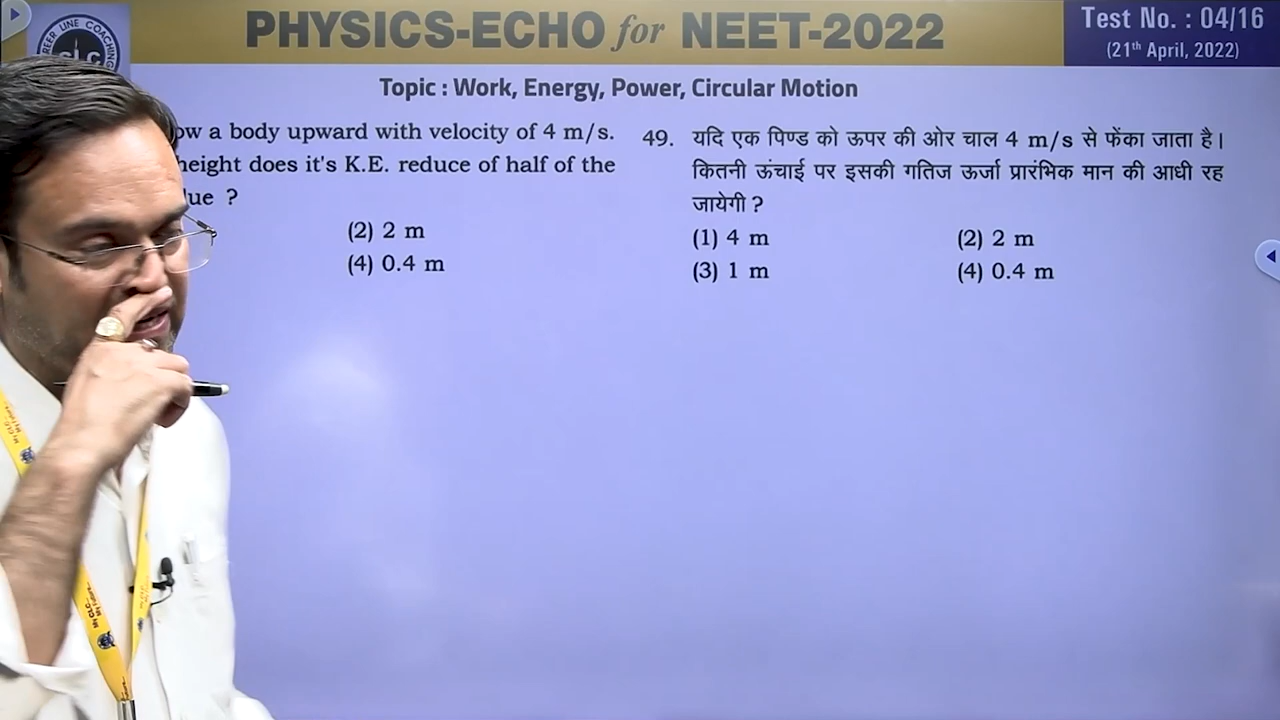 PHYSICS-ECHO for NEET-2022
Test No. : 04/16
(21th April, 2022)
LINE COACHING
CLC
Topic : Work, Energy, Power, Circular Motion
a body upward with velocity of 4 m/s.
height does it's K.E. reduce of half of the
?
(2) 2 m
(4) 0.4 m
49. यदि एक पिण्ड को ऊपर की ओर चाल 4 m/s से फेंका जाता है।
कितनी ऊंचाई पर इसकी गतिज ऊर्जा प्रारंभिक मान की आधी रह
जायेगी ?
(1) 4 m (2) 2 m
(3) 1 m (4) 0.4 m